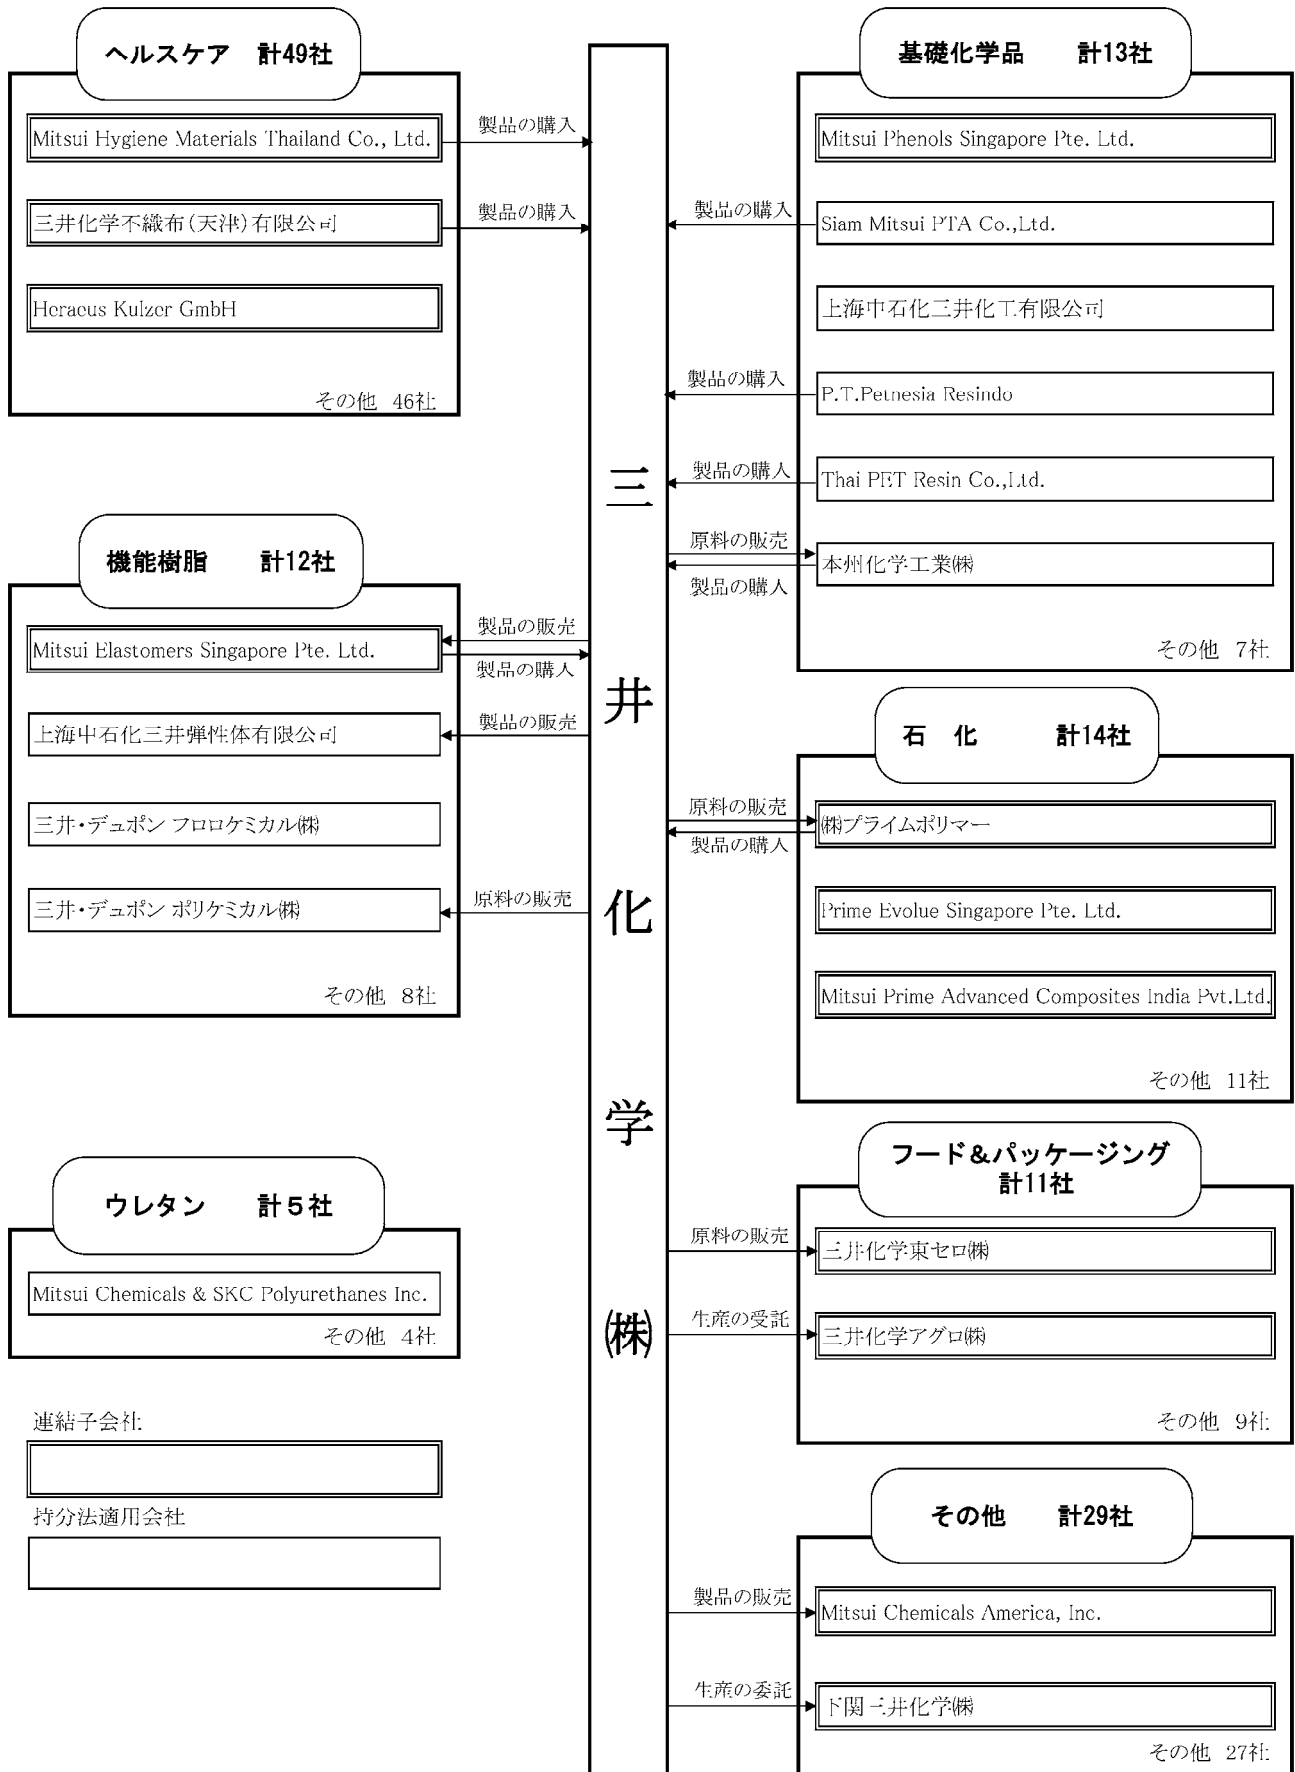 ヘルスケア 計49社
Mitsui Hygiene Materials Thailand Co., Ltd.
製品の購入
三井化学不織布(天津)有限公司
製品の購入
Heraeus Kulzer GmbH
その他 46社
機能樹脂 計12社
Mitsui Elastomers Singapore Pte. Ltd.
製品の販売
製品の購入
上海中石化三井弾性体有限公司
製品の販売
三井・デュポン フロロケミカル㈱
三井・デュポン ポリケミカル㈱
原料の販売
その他 8社
ウレタン 計5社
Mitsui Chemicals & SKC Polyurethanes Inc.
その他 4社
連結子会社
持分法適用会社
三井化学㈱
基礎化学品 計13社
Mitsui Phenols Singapore Pte. Ltd.
製品の購入
Siam Mitsui PTA Co.,Ltd.
上海中石化三井化工有限公司
製品の購入
P.T.Petnesia Resindo
製品の購入
Thai PET Resin Co.,Ltd.
原料の販売
製品の購入
本州化学工業㈱
その他 7社
石 化 計14社
原料の販売
製品の購入
㈱プライムポリマー
Prime Evolue Singapore Pte. Ltd.
Mitsui Prime Advanced Composites India Pvt.Ltd.
その他 11社
フード&パッケージング
計11社
原料の販売
三井化学東セロ㈱
生産の受託
三井化学アグロ㈱
その他 9社
その他 計29社
製品の販売
Mitsui Chemicals America, Inc.
生産の委託
下関三井化学㈱
その他 27社